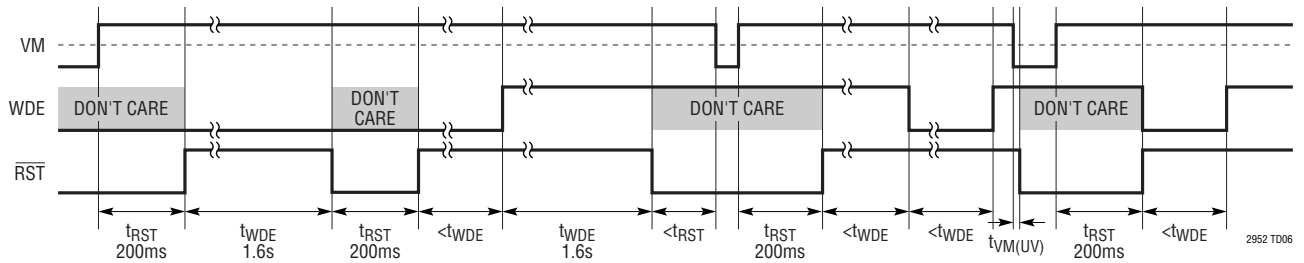 VM
WDE
DON'T CARE
DON'T
CARE
DON'T CARE
DON'T CARE
RST
tRST
200ms
tWDE
1.6s
tRST
200ms
<tWDE
tWDE
1.6s
<tRST
tRST
200ms
<tWDE
<tWDE
tVM(UV)
tRST
200ms
<tWDE
2952 TD06